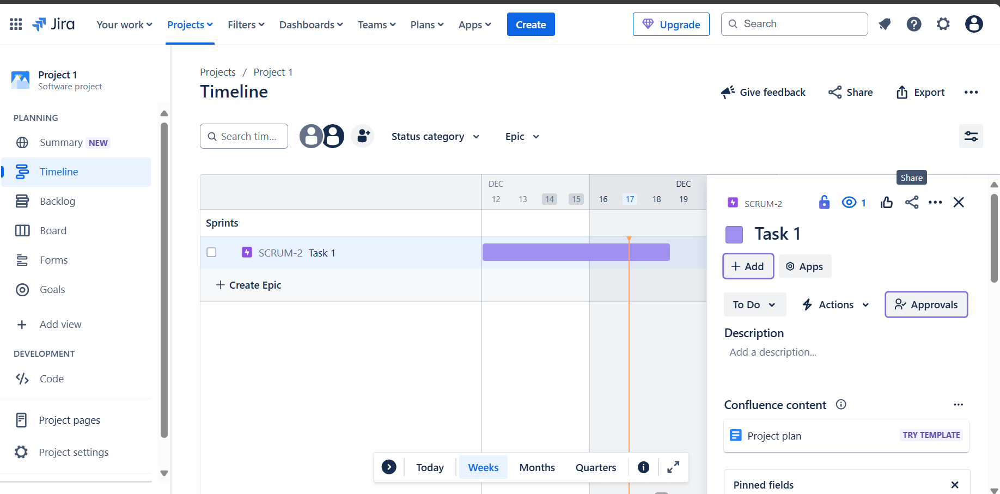 Jira
Your work
Projects
Filters
Dashboards
Teams
Plans
Apps
Create
Upgrade
Search
Project 1
Software project
PLANNING
Summary NEW
Timeline
Backlog
Board
Forms
Goals
Add view
DEVELOPMENT
Code
Project pages
Project settings
Projects / Project 1
Timeline
Give feedback
Share
Export
Search tim...
Status category
Epic
DEC DEC
12 13 14 15 16 17 18 19
Sprints
SCRUM-2 Task 1
+ Create Epic
Today
Weeks
Months
Quarters
Share
SCRUM-2
1
Task 1
+ Add
Apps
To Do
Actions
Approvals
Description
Add a description...
Confluence content
Project plan
TRY TEMPLATE
Pinned fields